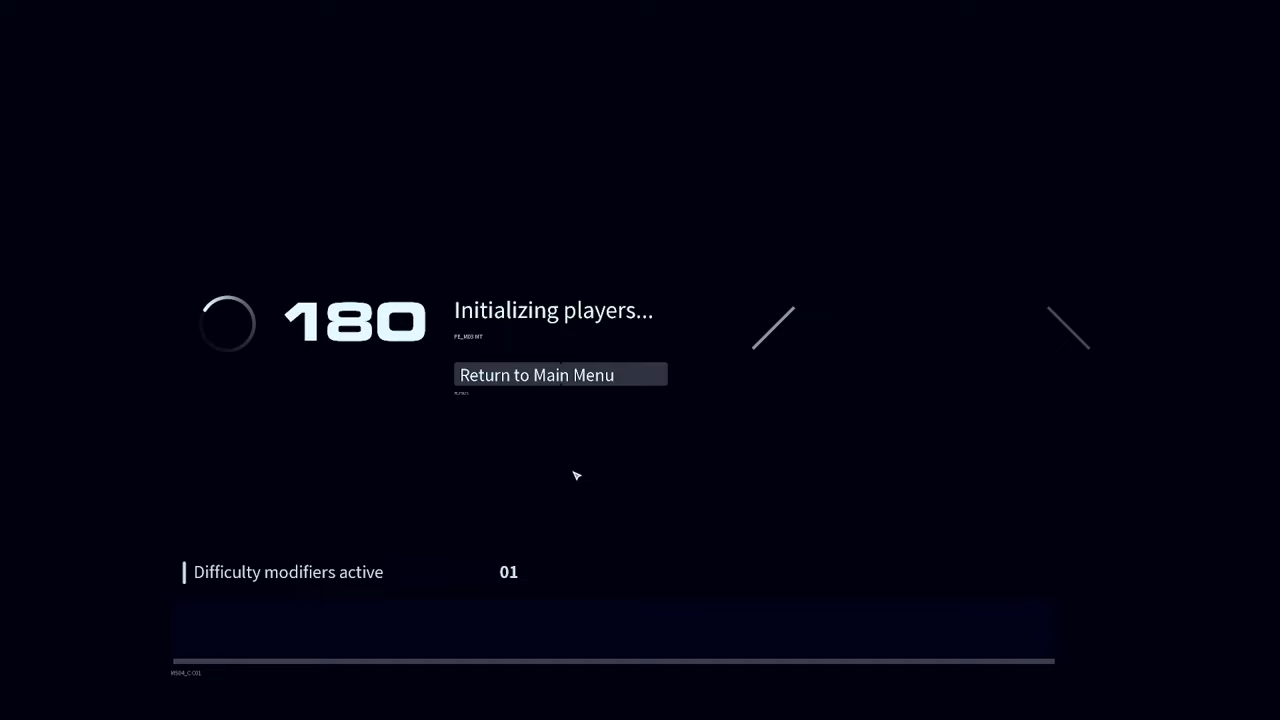 180
Initializing players...
Return to Main Menu
Difficulty modifiers active 01